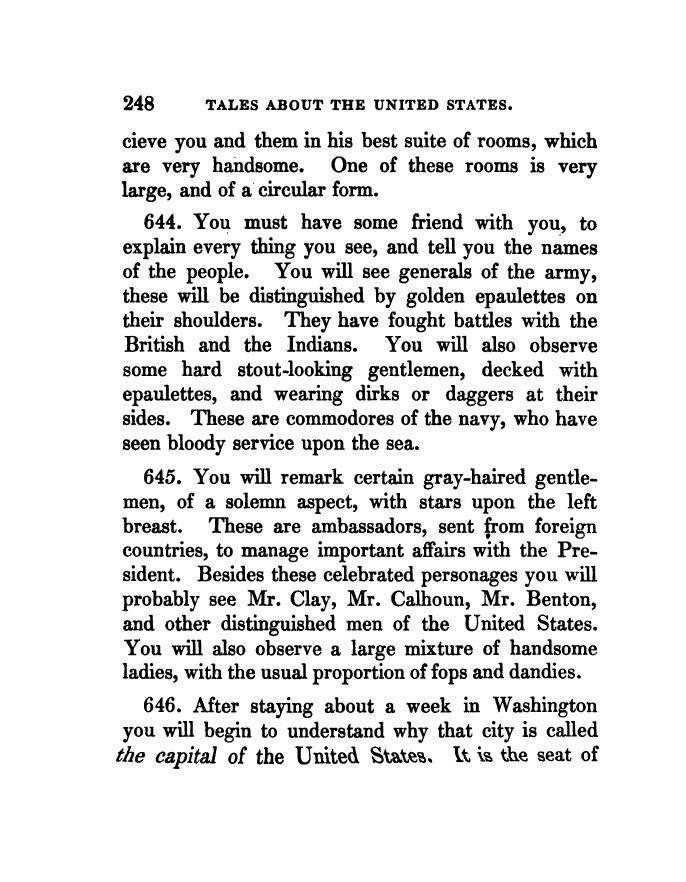 248 TALES ABOUT THE UNITED STATES.
cieve you and them in his best suite of rooms, which
are very handsome. One of these rooms is very
large, and of a circular form.
644. You must have some friend with you, to
explain every thing you see, and tell you the names
of the people. You will see generals of the army,
these will be distinguished by golden epaulettes on
their shoulders. They have fought battles with the
British and the Indians. You will also observe
some hard stout-looking gentlemen, decked with
epaulettes, and wearing dirks or daggers at their
sides. These are commodores of the navy, who have
seen bloody service upon the sea.
645. You will remark certain gray-haired gentle-
men, of a solemn aspect, with stars upon the left
breast. These are ambassadors, sent from foreign
countries, to manage important affairs with the Pre-
sident. Besides these celebrated personages you will
probably see Mr. Clay, Mr. Calhoun, Mr. Benton,
and other distinguished men of the United States.
You will also observe a large mixture of handsome
ladies, with the usual proportion of fops and dandies.
646. After staying about a week in Washington
you will begin to understand why that city is called
the capital of the United States. It is the seat of